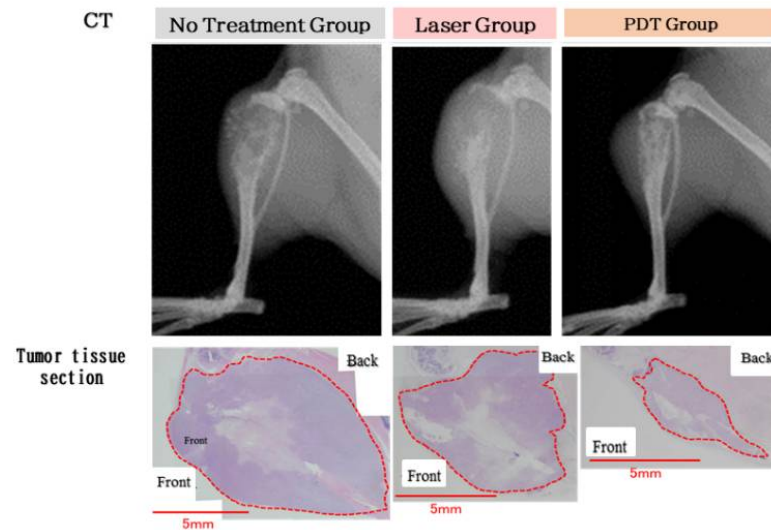 CT
No Treatment Group
Laser Group
PDT Group
Tumor tissue
section
Back
Front
Front
5mm
Back
Front
5mm
Back
Front
5mm